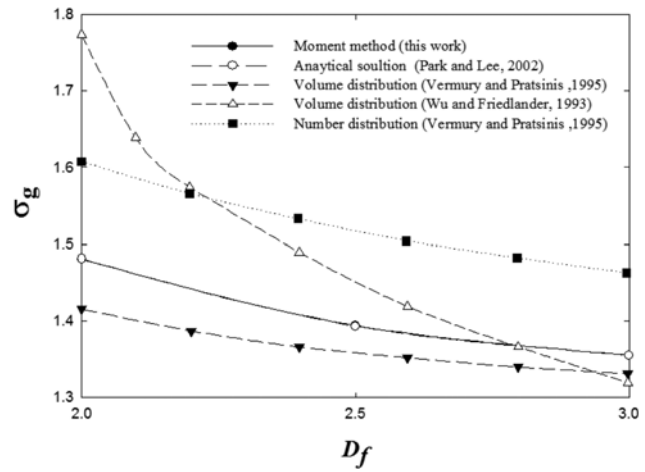 2.0
1.8
1.7
1.6
1.5
1.4
1.3
σg
Moment method (this work)
Anaytical soultion (Park and Lee, 2002)
Volume distribution (Vermury and Pratsinis ,1995)
Volume distribution (Wu and Friedlander, 1993)
Number distribution (Vermury and Pratsinis ,1995)
2.0 2.5 3.0
Df